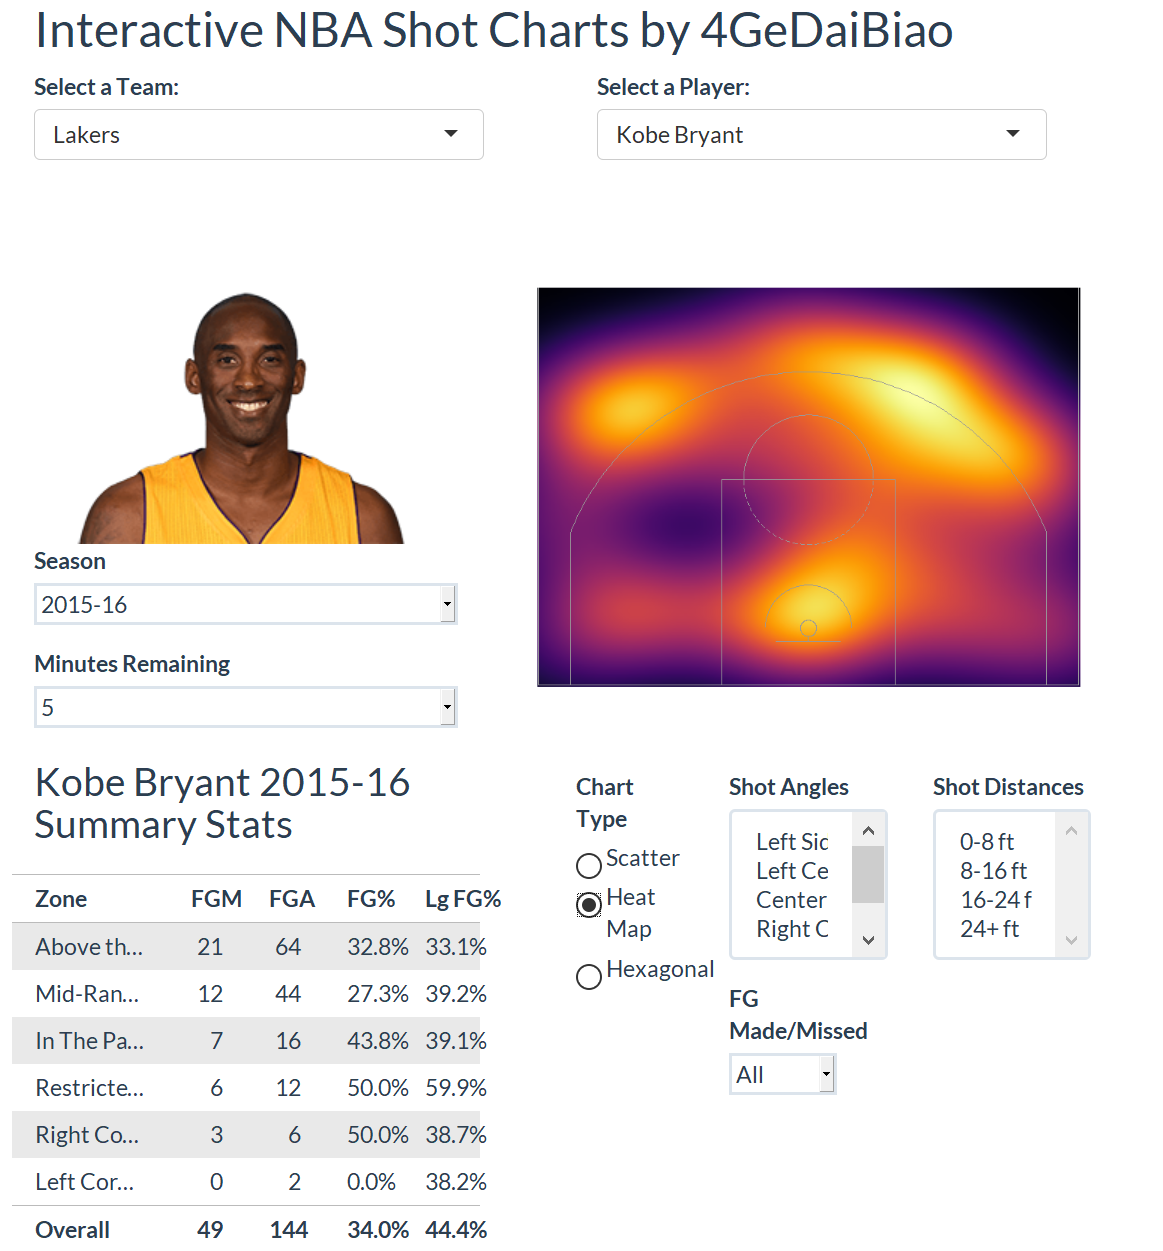 Interactive NBA Shot Charts by 4GeDaiBiao
Select a Team:
Select a Player:
Lakers
Kobe Bryant
Season
2015-16
Minutes Remaining
5
Kobe Bryant 2015-16
Summary Stats
Zone FGM FGA FG% Lg FG%
Above th... 21 64 32.8% 33.1%
Mid-Ran... 12 44 27.3% 39.2%
In The Pa... 7 16 43.8% 39.1%
Restricte... 6 12 50.0% 59.9%
Right Co... 3 6 50.0% 38.7%
Left Cor... 0 2 0.0% 38.2%
Overall 49 144 34.0% 44.4%
Chart
Type
Scatter
Heat
Map
Hexagonal
Shot Angles
Left Sid
Left Ce
Center
Right C
FG
Made/Missed
All
Shot Distances
0-8 ft
8-16 ft
16-24 f
24+ ft